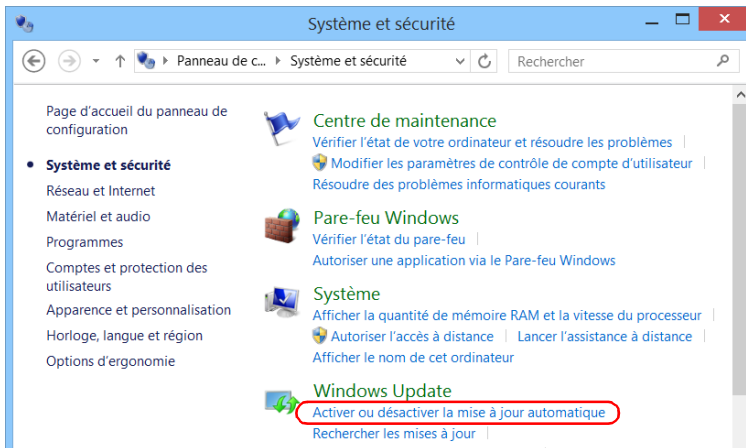 Système et sécurité
Panneau de c... Système et sécurité Rechercher
Page d'accueil du panneau de
configuration
Système et sécurité
Réseau et Internet
Matériel et audio
Programmes
Comptes et protection des
utilisateurs
Apparence et personnalisation
Horloge, langue et région
Options d'ergonomie
Centre de maintenance
Vérifier l'état de votre ordinateur et résoudre les problèmes
Modifier les paramètres de contrôle de compte d'utilisateur
Résoudre des problèmes informatiques courants
Pare-feu Windows
Vérifier l'état du pare-feu
Autoriser une application via le Pare-feu Windows
Système
Afficher la quantité de mémoire RAM et la vitesse du processeur
Autoriser l'accès à distance Lancer l'assistance à distance
Afficher le nom de cet ordinateur
Windows Update
Activer ou désactiver la mise à jour automatique
Rechercher les mises à jour